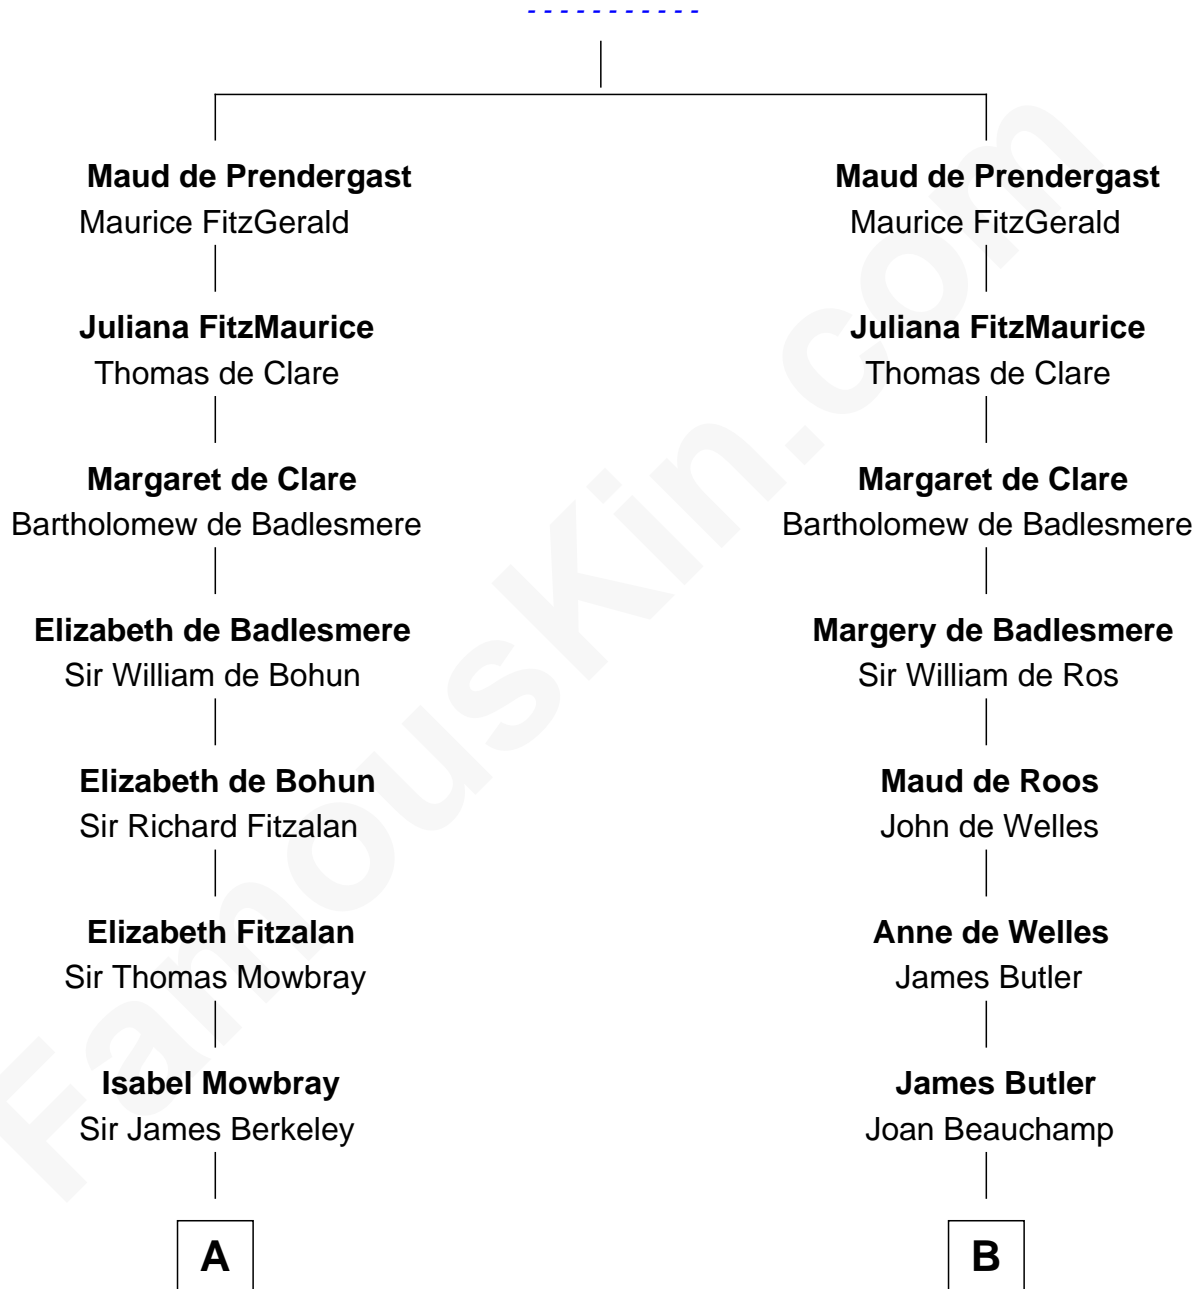 - - - - - - - - - - -
Maud de Prendergast Maud de Prendergast
Maurice FitzGerald Maurice FitzGerald
Juliana FitzMaurice Juliana FitzMaurice
Thomas de Clare Thomas de Clare
Margaret de Clare Margaret de Clare
Bartholomew de Badlesmere Bartholomew de Badlesmere
Elizabeth de Badlesmere Margery de Badlesmere
Sir William de Bohun Sir William de Ros
Elizabeth de Bohun Maud de Roos
Sir Richard Fitzalan John de Welles
Elizabeth Fitzalan Anne de Welles
Sir Thomas Mowbray James Butler
Isabel Mowbray James Butler
Sir James Berkeley Joan Beauchamp
A B
FamousKin.com